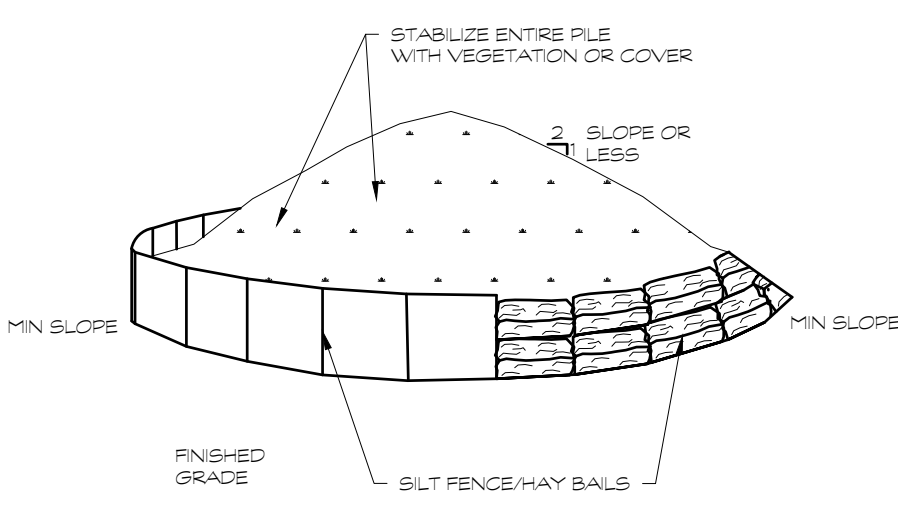 STABILIZE ENTIRE PILE
WITH VEGETATION OR COVER
2 SLOPE OR
1 LESS
MIN SLOPE
MIN SLOPE
FINISHED
GRADE
SILT FENCE/HAY BAILS